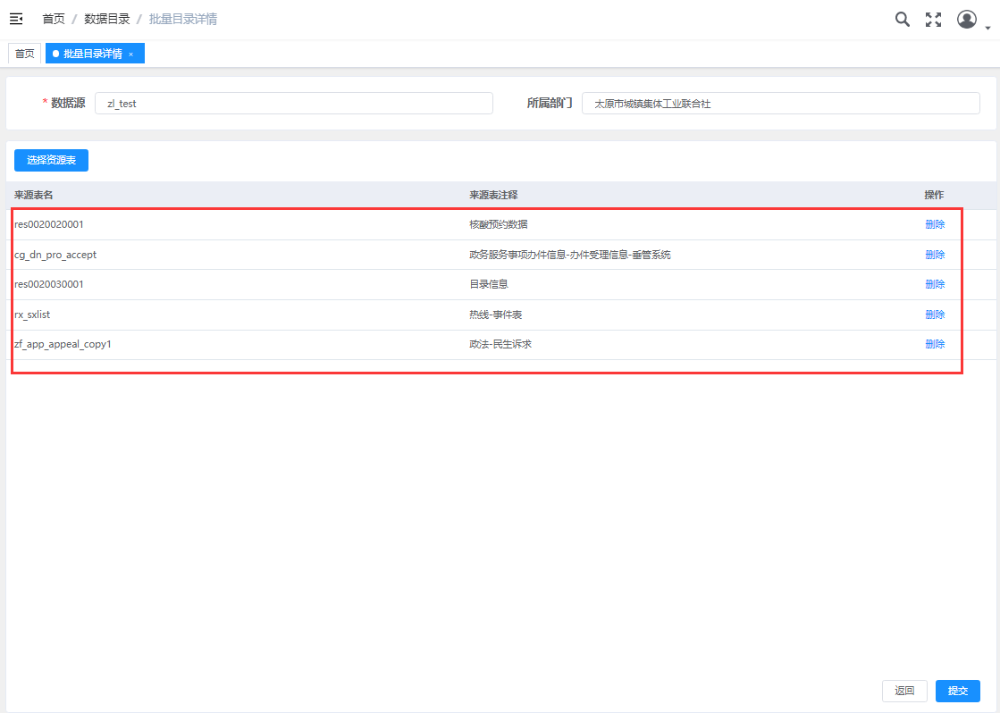 首页 / 数据目录 / 批量目录详情
首页 批量目录详情 ×
* 数据源 zl_test 所属部门 太原市城镇集体工业联合社
选择资源表
来源表名 来源表注释 操作
res0020020001 核酸预约数据 删除
cg_dn_pro_accept 政务服务事项办件信息-办件受理信息-垂管系统 删除
res0020030001 目录信息 删除
rx_sxlist 热线-事件表 删除
zf_app_appeal_copy1 政法-民生诉求 删除
返回 提交